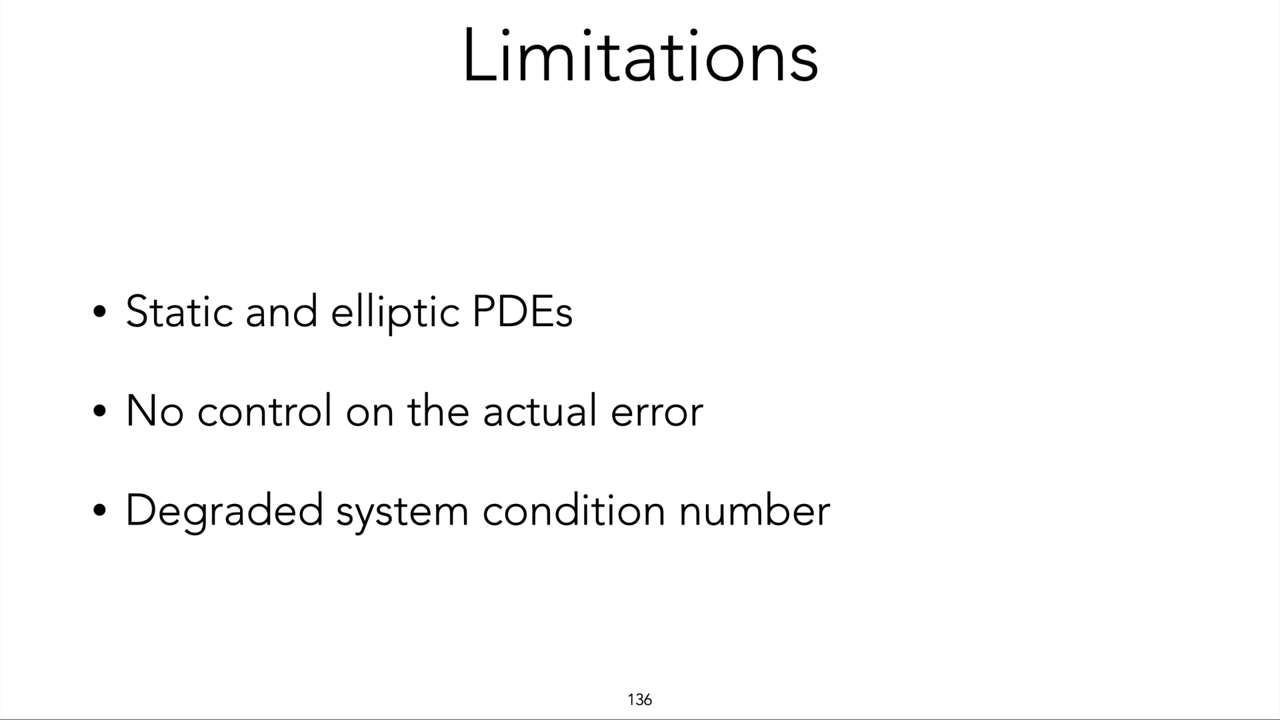 Limitations
• Static and elliptic PDEs
• No control on the actual error
• Degraded system condition number
136